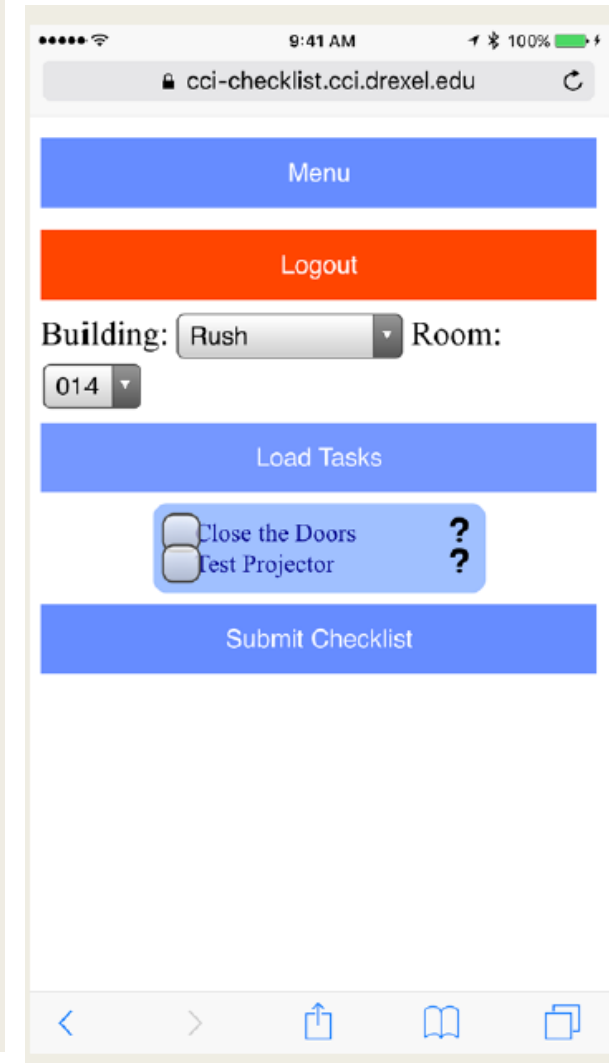 9:41 AM 100%
cci-checklist.cci.drexel.edu
Menu
Logout
Building: Rush Room:
014
Load Tasks
Close the Doors ?
Test Projector ?
Submit Checklist